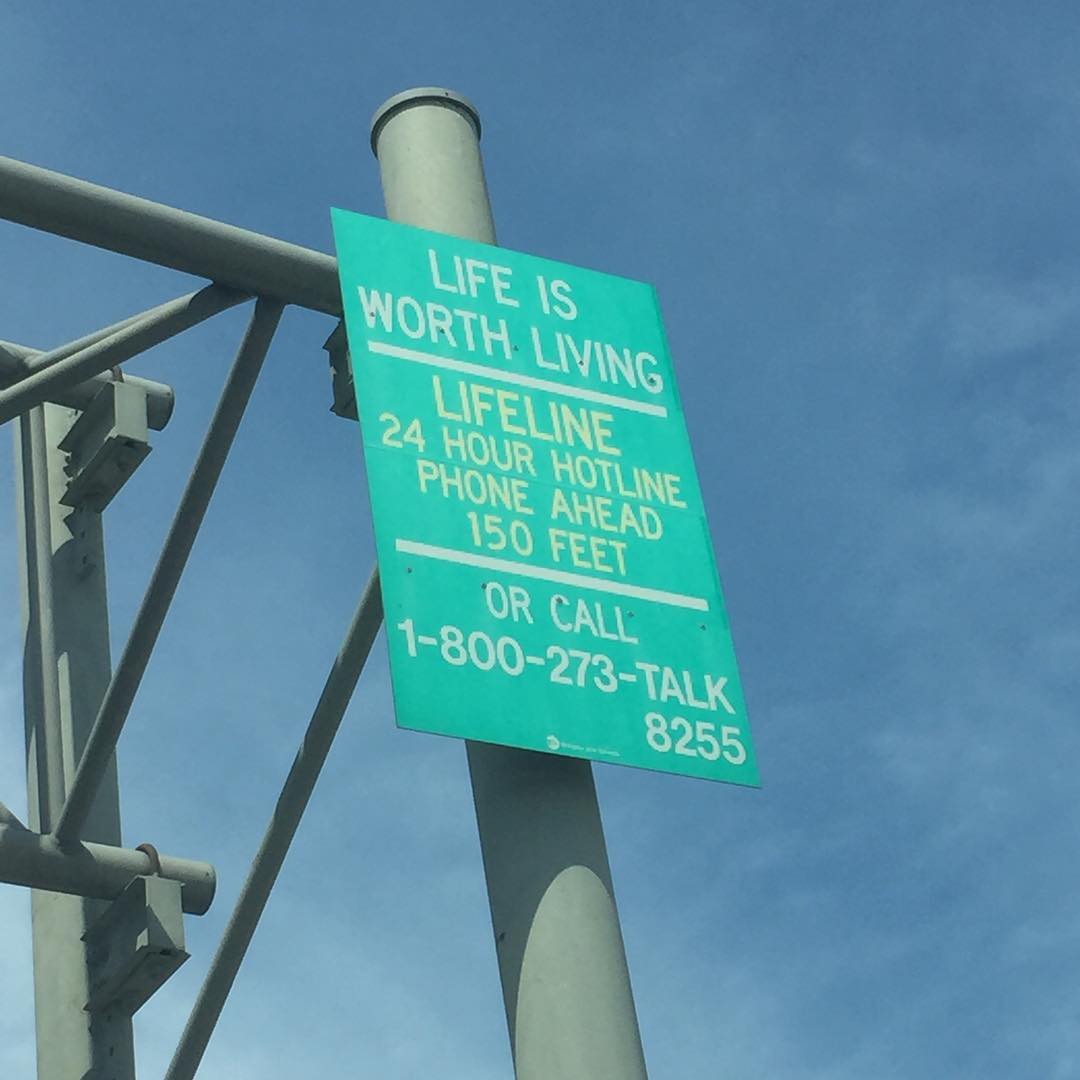 LIFE IS
WORTH LIVING
LIFELINE
24 HOUR HOTLINE
PHONE AHEAD
150 FEET
OR CALL
1-800-273-TALK
8255